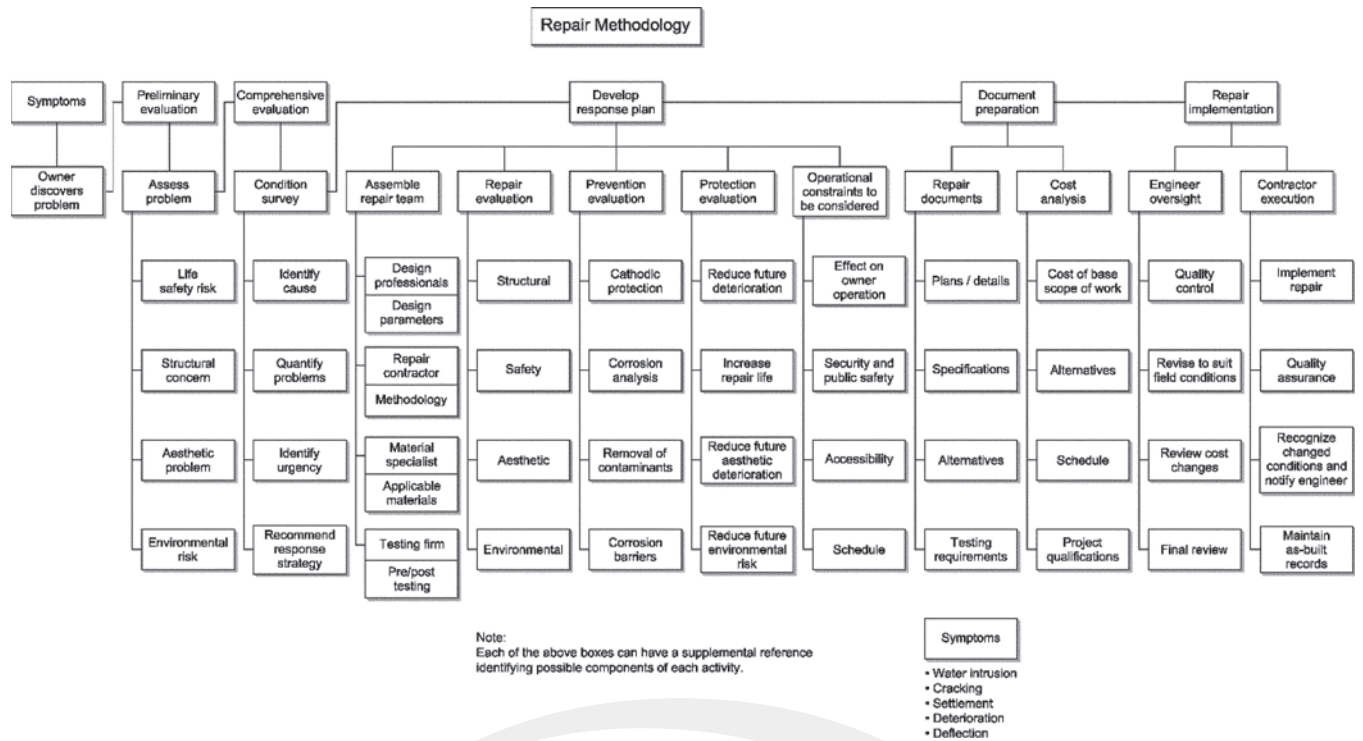 Repair Methodology
Symptoms
Preliminary
evaluation
Comprehensive
evaluation
Develop
response plan
Document
preparation
Repair
implementation
Owner
discovers
problem
Assess
problem
Condition
survey
Assemble
repair team
Repair
evaluation
Prevention
evaluation
Protection
evaluation
Operational
constraints to
be considered
Repair
documents
Cost
analysis
Engineer
oversight
Contractor
execution
Life
safety risk
Identify
cause
Design
professionals
Design
parameters
Structural
Cathodic
protection
Reduce future
deterioration
Effect on
owner
operation
Plans / details
Cost of base
scope of work
Quality
control
Implement
repair
Structural
concern
Quantify
problems
Repair
contractor
Methodology
Safety
Corrosion
analysis
Increase
repair life
Security and
public safety
Specifications
Alternatives
Revise to suit
field conditions
Quality
assurance
Aesthetic
problem
Identify
urgency
Material
specialist
Applicable
materials
Aesthetic
Removal of
contaminants
Reduce future
aesthetic
deterioration
Accessibility
Alternatives
Schedule
Review cost
changes
Recognize
changed
conditions and
notify engineer
Environmental
risk
Recommend
response
strategy
Testing firm
Pre/post
testing
Environmental
Corrosion
barriers
Reduce future
environmental
risk
Schedule
Testing
requirements
Project
qualifications
Final review
Maintain
as-built
records
Note:
Each of the above boxes can have a supplemental reference
identifying possible components of each activity.
Symptoms
• Water intrusion
• Cracking
• Settlement
• Deterioration
• Deflection